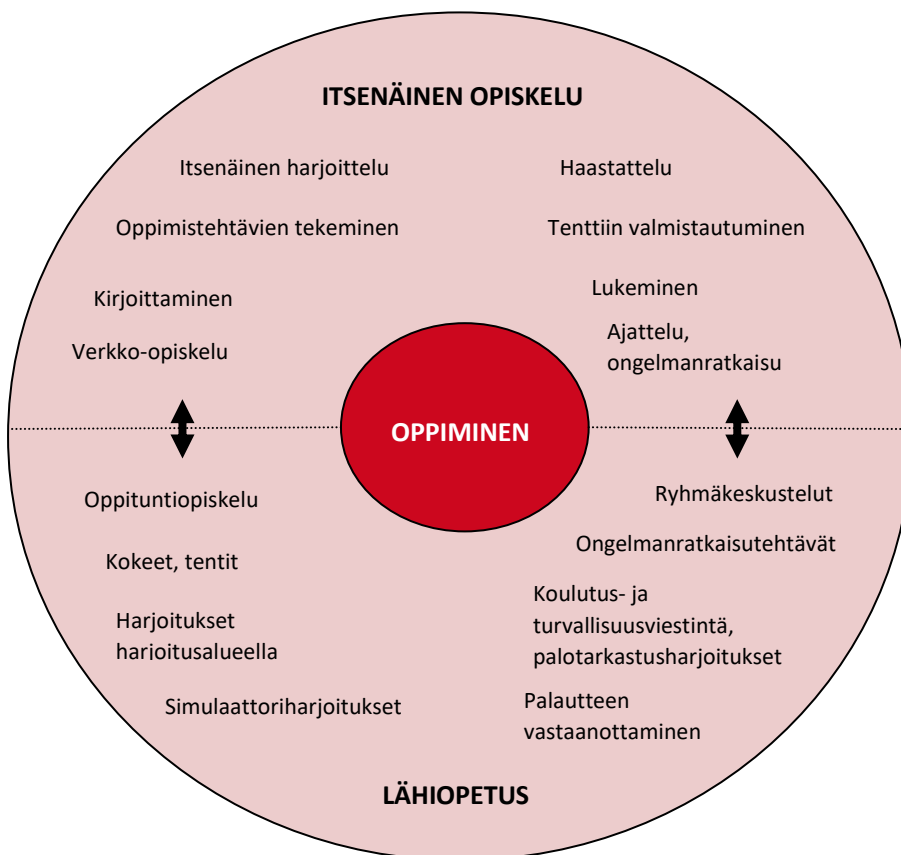 ITSENÄINEN OPISKELU
Itsenäinen harjoittelu
Haastattelu
Oppimistehtävien tekeminen
Tenttiin valmistautuminen
Kirjoittaminen
Lukeminen
Verkko-opiskelu
Ajattelu,
ongelmanratkaisu
OPPIMINEN
Oppituntiopiskelu
Ryhmäkeskustelut
Kokeet, tentit
Ongelmanratkaisutehtävät
Harjoitukset
harjoitusalueella
Koulutus- ja
turvallisuusviestintä,
palotarkastusharjoitukset
Simulaattoriharjoitukset
Palautteen
vastaanottaminen
LÄHIOPETUS